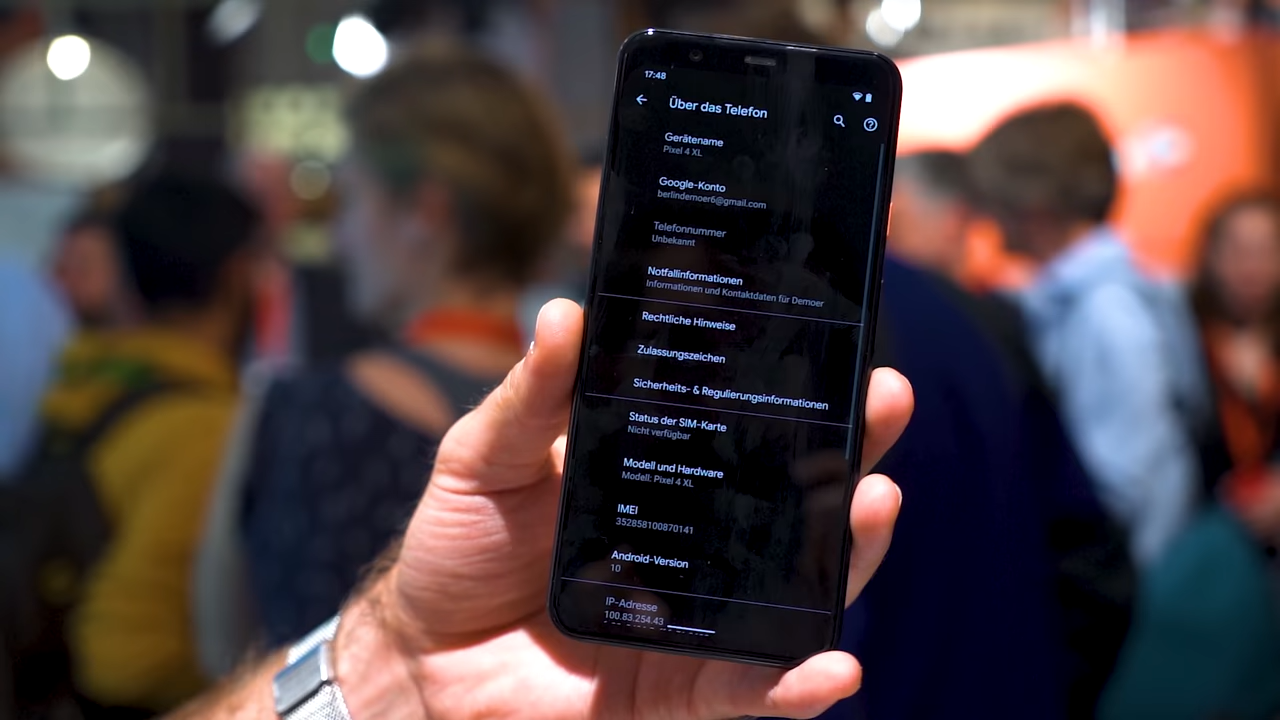 17:48
Über das Telefon
Gerätename
Pixel 4 XL
Google-Konto
berlindemoer6@gmail.com
Telefonnummer
Unbekannt
Notfallinformationen
Informationen und Kontaktdaten für Demoer
Rechtliche Hinweise
Zulassungszeichen
Sicherheits- & Regulierungsinformationen
Status der SIM-Karte
Nicht verfügbar
Modell und Hardware
Modell: Pixel 4 XL
IMEI
352858100870141
Android-Version
10
IP-Adresse
100.83.254.43